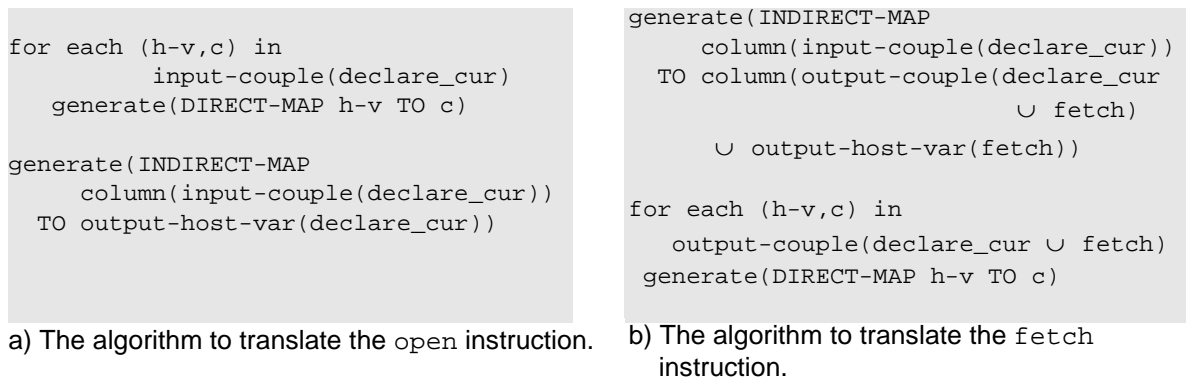 for each (h-v,c) in
input-couple(declare_cur)
generate(DIRECT-MAP h-v TO c)
generate(INDIRECT-MAP
column(input-couple(declare_cur))
TO output-host-var(declare_cur))
a) The algorithm to translate the open instruction.
generate(INDIRECT-MAP
column(input-couple(declare_cur))
TO column(output-couple(declare_cur
∪ fetch)
∪ output-host-var(fetch))
for each (h-v,c) in
output-couple(declare_cur ∪ fetch)
generate(DIRECT-MAP h-v TO c)
b) The algorithm to translate the fetch
instruction.